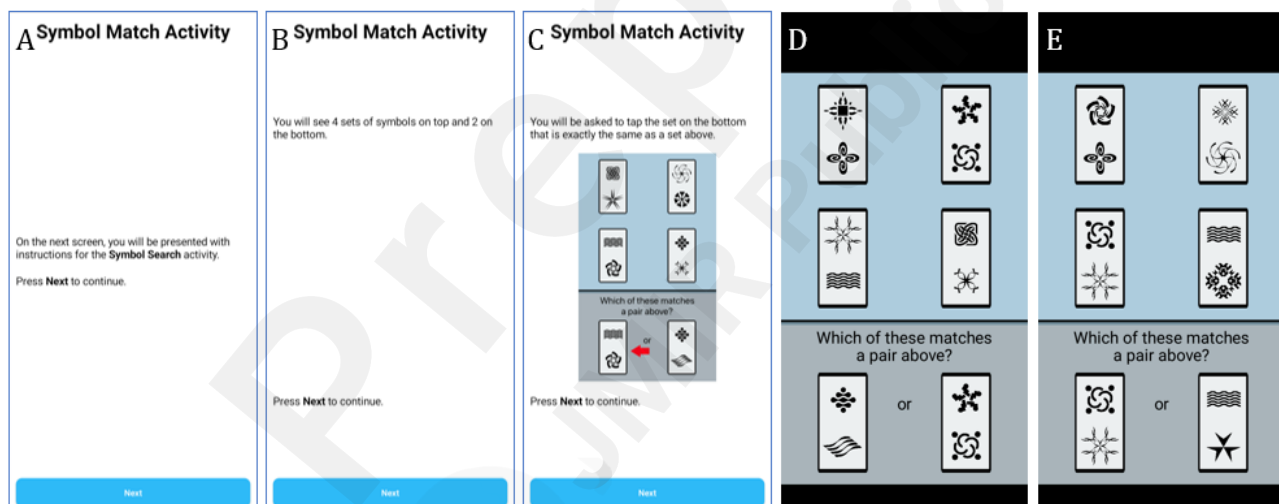 A Symbol Match Activity
On the next screen, you will be presented with
instructions for the Symbol Search activity.
Press Next to continue.
Next
B Symbol Match Activity
You will see 4 sets of symbols on top and 2 on
the bottom.
Press Next to continue.
Next
C Symbol Match Activity
You will be asked to tap the set on the bottom
that is exactly the same as a set above.
Which of these matches
a pair above?
or
Press Next to continue.
Next
D
Which of these matches
a pair above?
or
E
Which of these matches
a pair above?
or